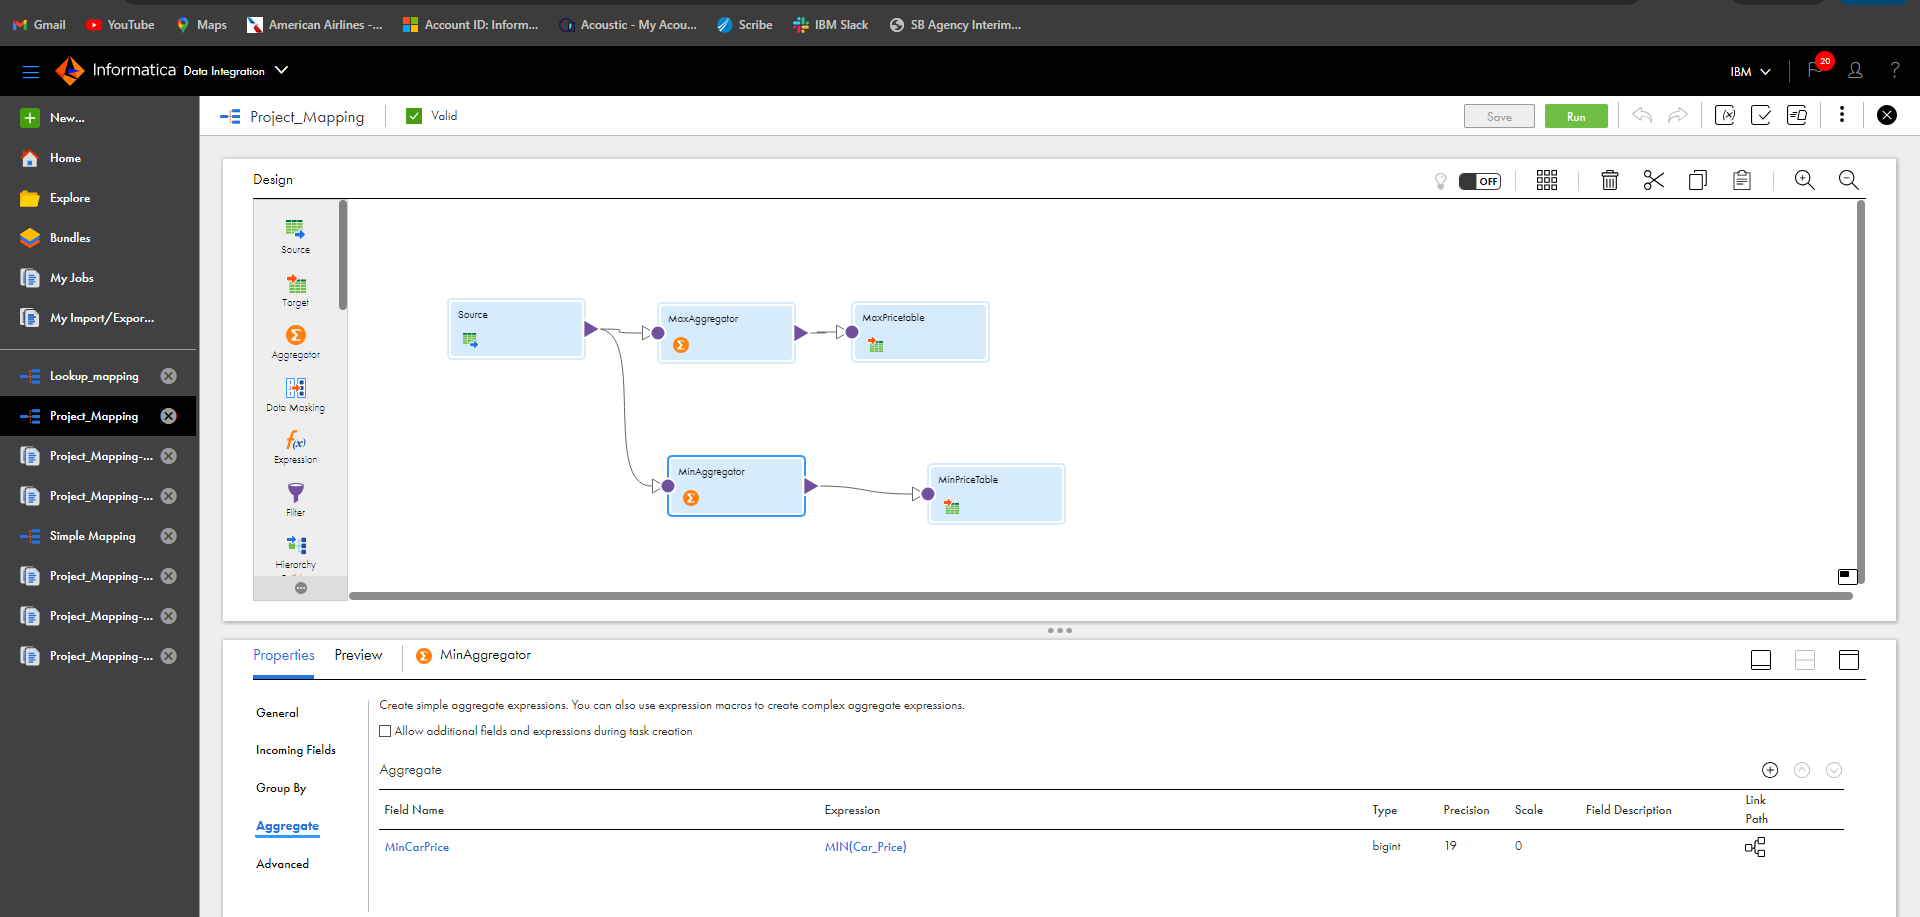 Gmail YouTube Maps American Airlines -... Account ID: Inform... Acoustic - My Acou... Scribe IBM Slack SB Agency Interim...
Informatica Data Integration IBM 20 ?
New...
Home
Explore
Bundles
My Jobs
My Import/Expor...
Lookup_mapping
Project_Mapping
Project_Mapping-...
Project_Mapping-...
Simple Mapping
Project_Mapping-...
Project_Mapping-...
Project_Mapping-...
Project_Mapping Valid Save Run
Design OFF
Source
Target
Aggregator
Data Masking
Expression
Filter
Hierarchy
Source
MaxAggregator
MaxPricetable
MinAggregator
MinPriceTable
Properties Preview MinAggregator
General
Incoming Fields
Group By
Aggregate
Advanced
Create simple aggregate expressions. You can also use expression macros to create complex aggregate expressions.
Allow additional fields and expressions during task creation
Aggregate
Field Name Expression Type Precision Scale Field Description Link Path
MinCarPrice MIN(Car_Price) bigint 19 0